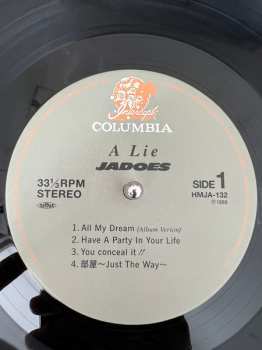 COLUMBIA
A Lie
JADOES
33⅓RPM
STEREO
SIDE 1
HMJA-132
1. All My Dream (Album Version)
2. Have A Party In Your Life
3. You conceal it!!
4. 部屋〜Just The Way〜